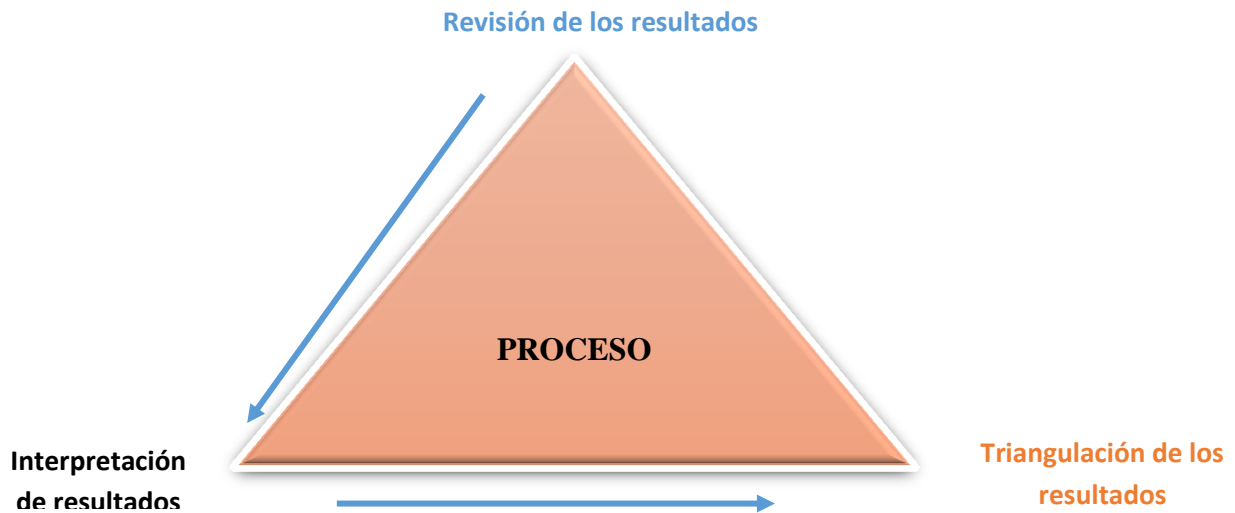 Revisión de los resultados
PROCESO
Interpretación
de resultados
Triangulación de los
resultados